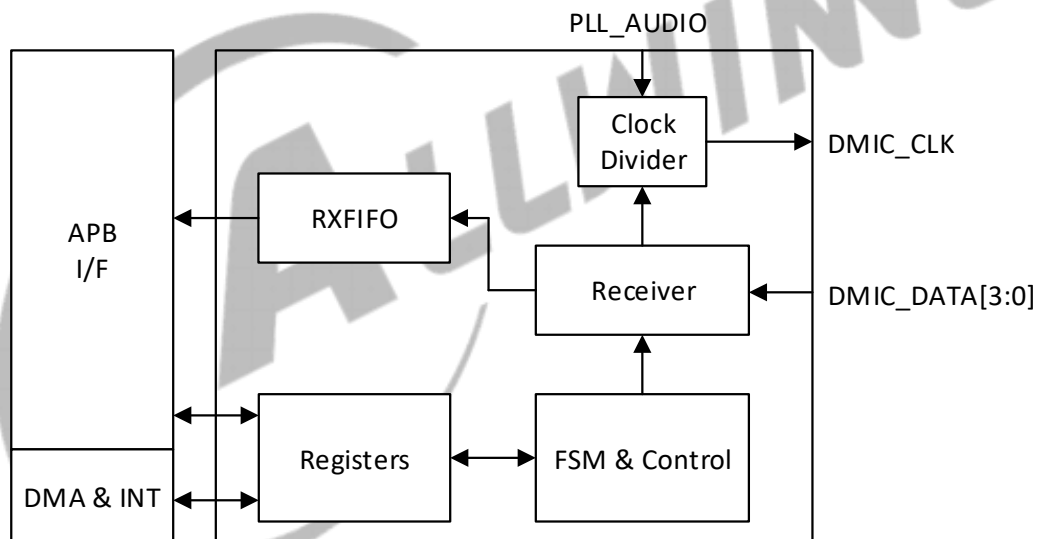 PLL_AUDIO
Clock
Divider
DMIC_CLK
RXFIFO
APB
I/F
Receiver
DMIC_DATA[3:0]
Registers
FSM & Control
DMA & INT